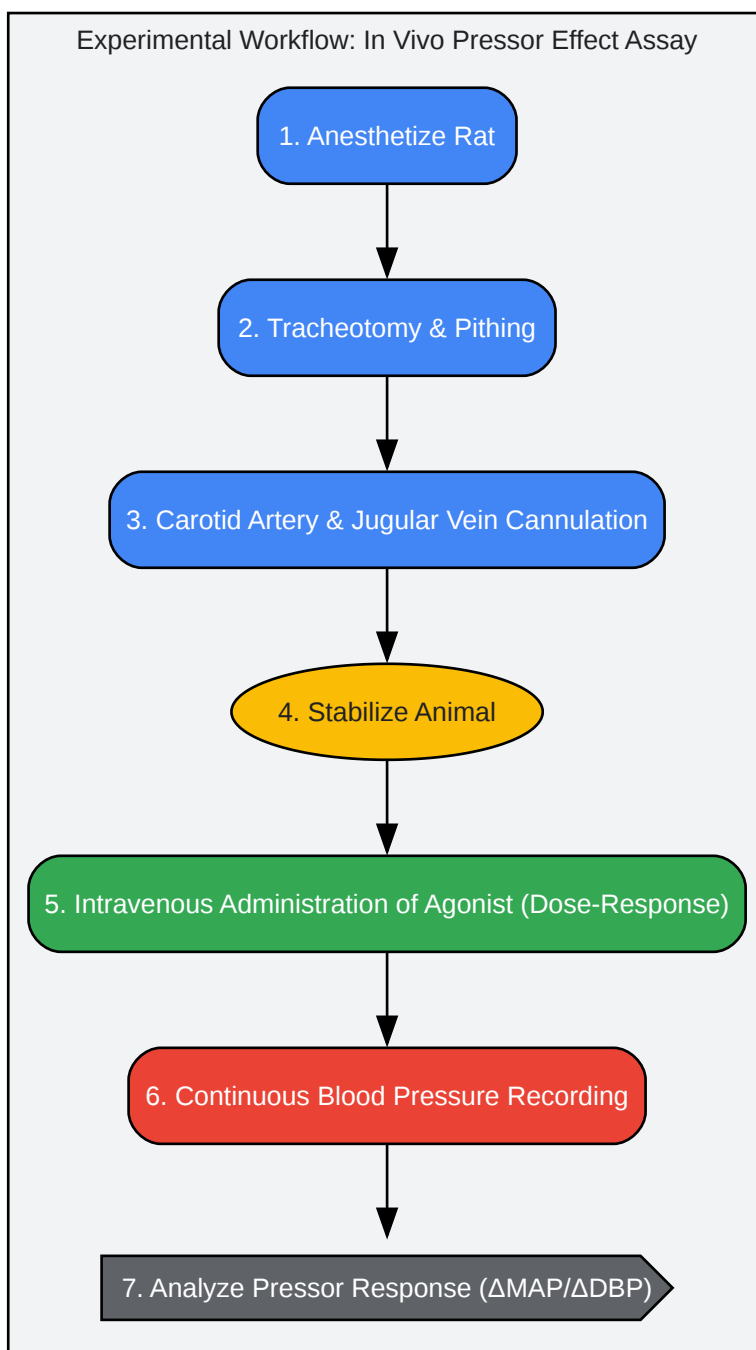 Experimental Workflow: In Vivo Pressor Effect Assay
1. Anesthetize Rat
2. Tracheotomy & Pithing
3. Carotid Artery & Jugular Vein Cannulation
4. Stabilize Animal
5. Intravenous Administration of Agonist (Dose-Response)
6. Continuous Blood Pressure Recording
7. Analyze Pressor Response (ΔMAP/ΔDBP)